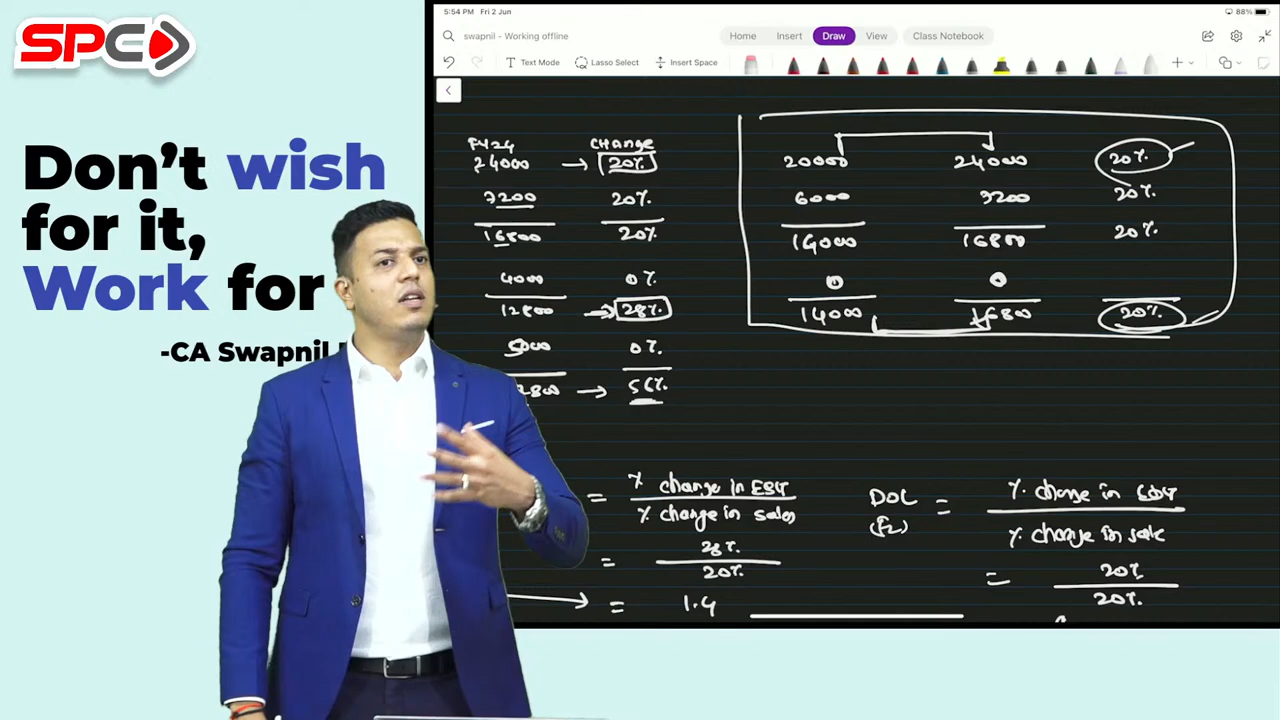 SPC
Don't wish
for it,
Work for
-CA Swapnil
5:54 PM Fri 2 Jun
88%
swapnil - Working offline
Home Insert Draw View Class Notebook
Text Mode Lasso Select Insert Space
FY24 CHANGE
24000 → 20%
7200 20%
16800 20%
4000 0%
12800 → 28%
5000 0%
2800 → 56%
20000 24000 20%
6000 7200 20%
14000 16800 20%
0 0
14000 16800 20%
= % change in EBIT
% change in sales
= 28%
20%
= 1.4
DOL = % change in EBIT
(F2) % change in sale
= 20%
20%